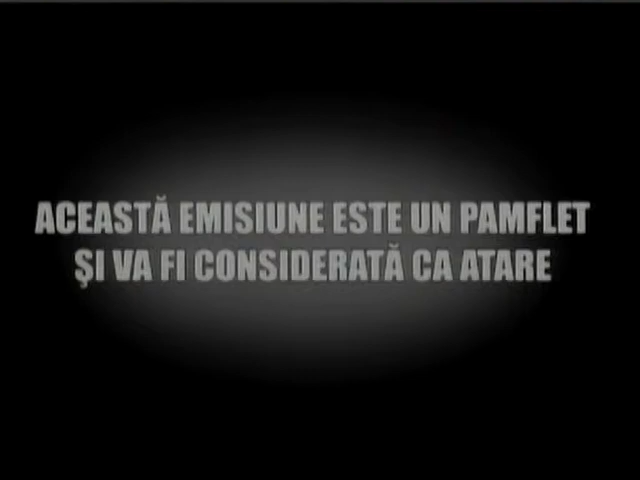 ACEASTĂ EMISIUNE ESTE UN PAMFLET
ŞI VA FI CONSIDERATĂ CA ATARE